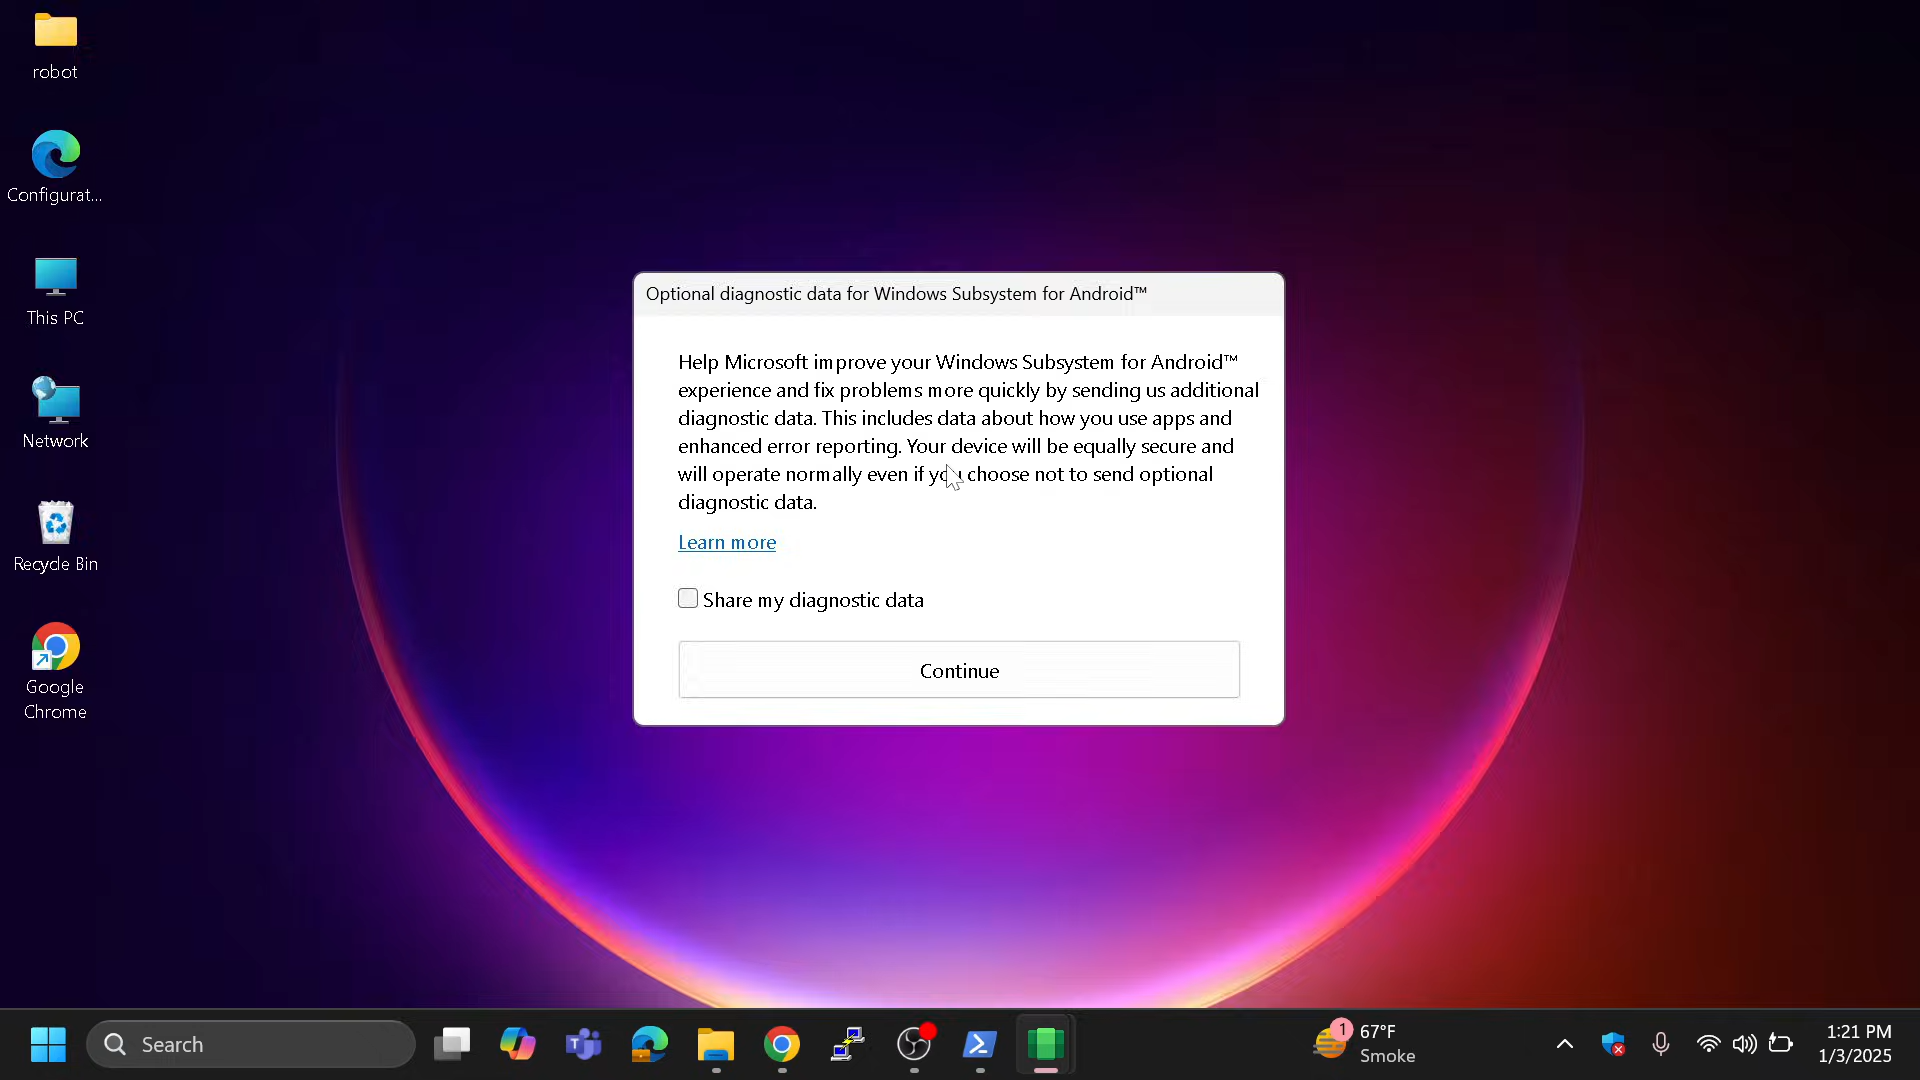 robot
Configurat...
This PC
Network
Recycle Bin
Google
Chrome
Optional diagnostic data for Windows Subsystem for Android™
Help Microsoft improve your Windows Subsystem for Android™
experience and fix problems more quickly by sending us additional
diagnostic data. This includes data about how you use apps and
enhanced error reporting. Your device will be equally secure and
will operate normally even if you choose not to send optional
diagnostic data.
Learn more
Share my diagnostic data
Continue
Search
1
67°F
Smoke
1:21 PM
1/3/2025